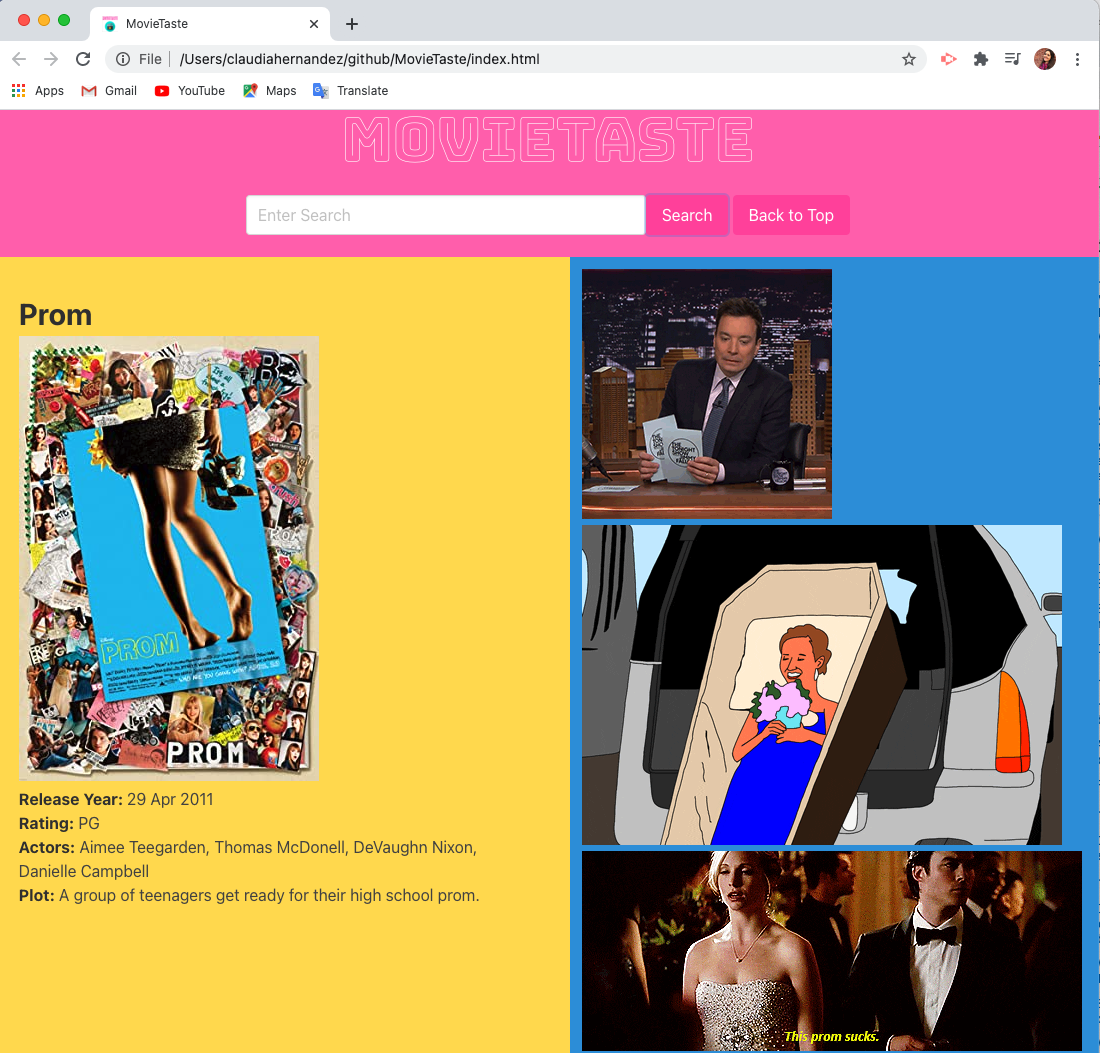 MovieTaste
File
/Users/claudiahernandez/github/MovieTaste/index.html
Apps
Gmail
YouTube
Maps
Translate
MOVIETASTE
Enter Search
Search
Back to Top
Prom
PROM
PROM
Release Year: 29 Apr 2011
Rating: PG
Actors: Aimee Teegarden, Thomas McDonell, DeVaughn Nixon,
Danielle Campbell
Plot: A group of teenagers get ready for their high school prom.
This prom sucks.